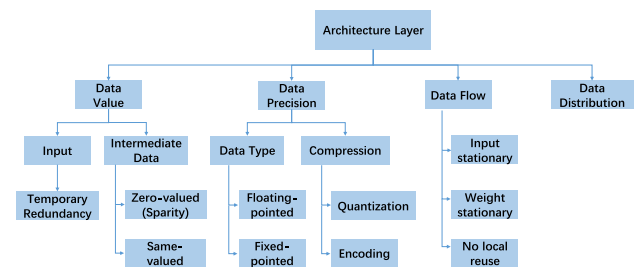 Architecture Layer
Data
Value
Data
Precision
Data Flow
Data
Distribution
Input
Intermediate
Data
Data Type
Compression
Input
stationary
Temporary
Redundancy
Zero-valued
(Sparity)
Floating-
pointed
Quantization
Weight
stationary
Same-
valued
Fixed-
pointed
Encoding
No local
reuse